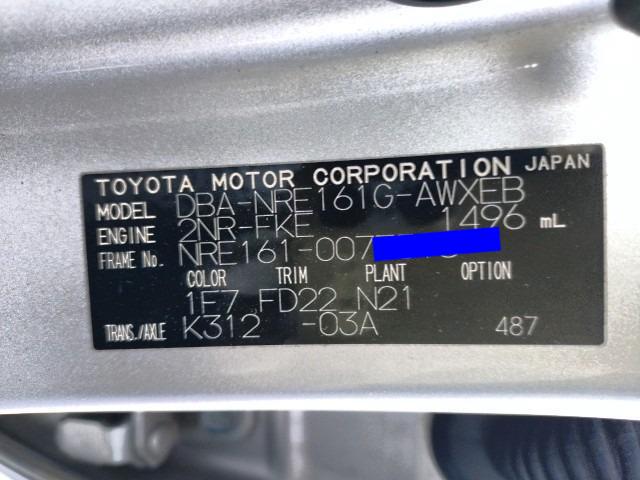 TOYOTA MOTOR CORPORATION JAPAN
MODEL DBA-NRE161G-AWXEB
ENGINE 2NR-FKE 1496 mL
FRAME No. NRE161-007
COLOR TRIM PLANT OPTION
1F7 FD22 N21
TRANS./AXLE K312 -03A 487